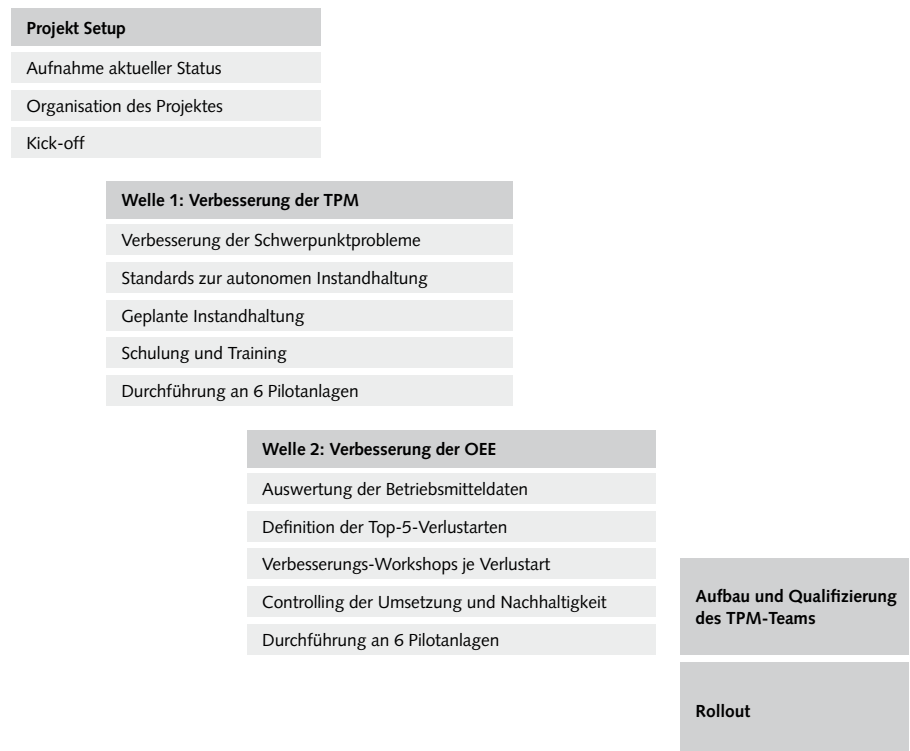 Projekt Setup
Aufnahme aktueller Status
Organisation des Projektes
Kick-off
Welle 1: Verbesserung der TPM
Verbesserung der Schwerpunktprobleme
Standards zur autonomen Instandhaltung
Geplante Instandhaltung
Schulung und Training
Durchführung an 6 Pilotanlagen
Welle 2: Verbesserung der OEE
Auswertung der Betriebsmitteldaten
Definition der Top-5-Verlustarten
Verbesserungs-Workshops je Verlustart
Controlling der Umsetzung und Nachhaltigkeit
Durchführung an 6 Pilotanlagen
Aufbau und Qualifizierung
des TPM-Teams
Rollout